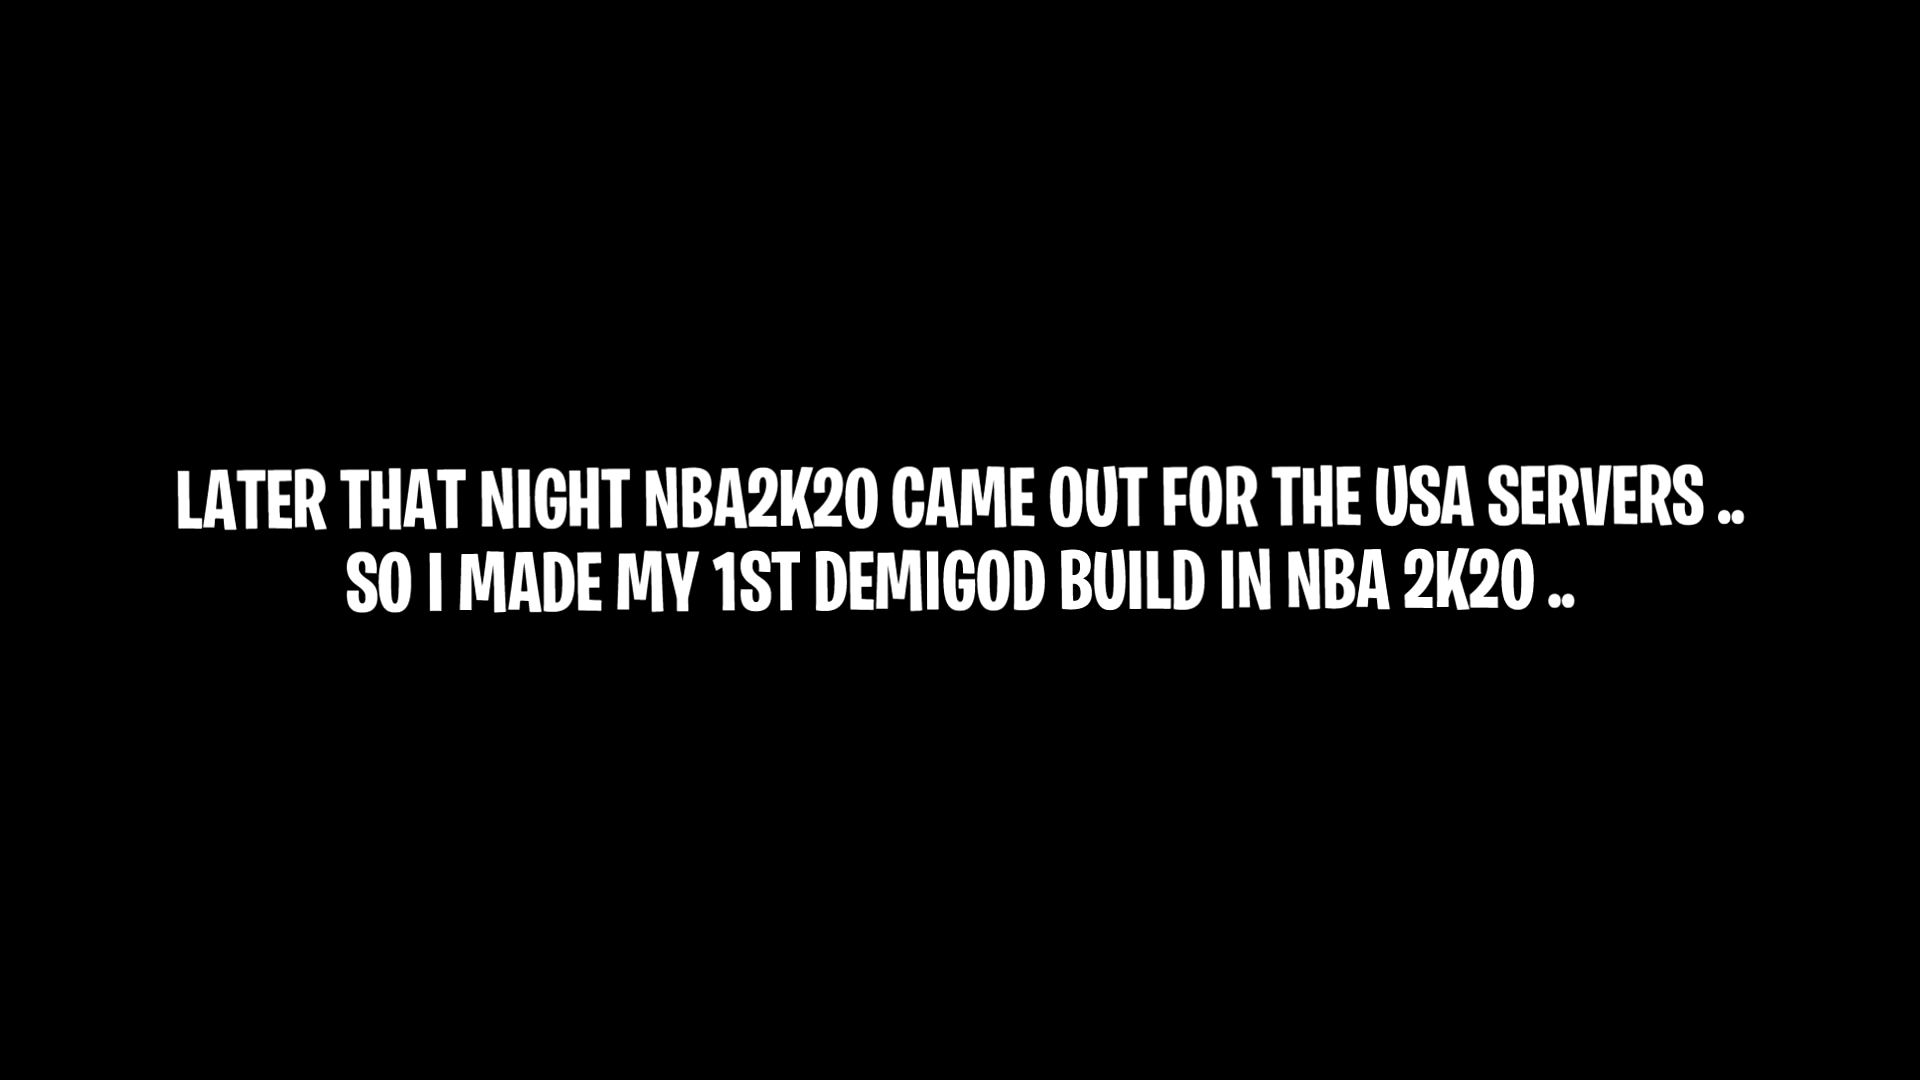 LATER THAT NIGHT NBA2K20 CAME OUT FOR THE USA SERVERS ..
SO I MADE MY 1ST DEMIGOD BUILD IN NBA 2K20 ..